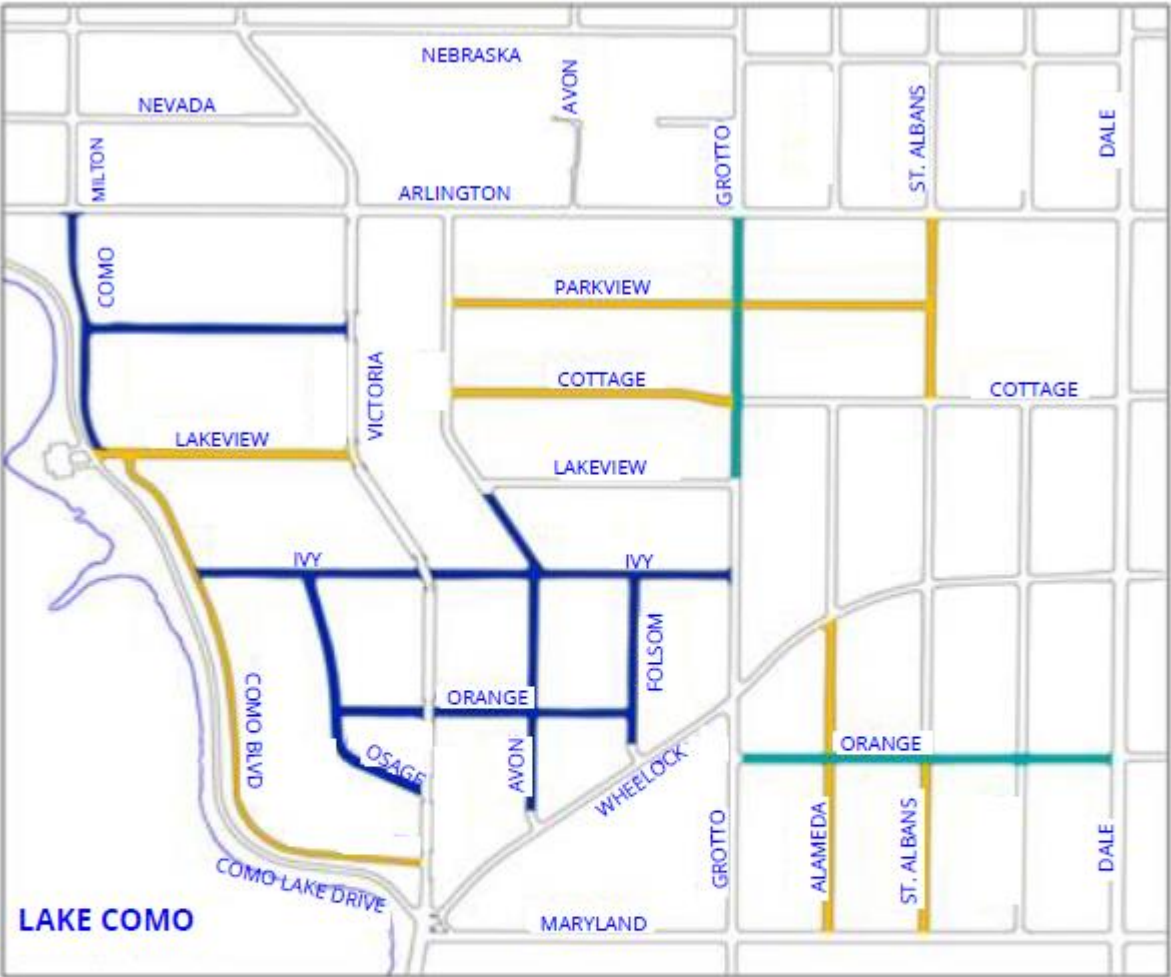 NEBRASKA
AVON
NEVADA
ST. ALBANS
DALE
GROTTO
MILTON
ARLINGTON
COMO
PARKVIEW
COTTAGE
COTTAGE
VICTORIA
LAKEVIEW
LAKEVIEW
IVY
IVY
FOLSOM
COMO BLVD
ORANGE
ORANGE
OSAGE
AVON
WHEELOCK
GROTTO
ALAMEDA
ST. ALBANS
DALE
COMO LAKE DRIVE
LAKE COMO
MARYLAND